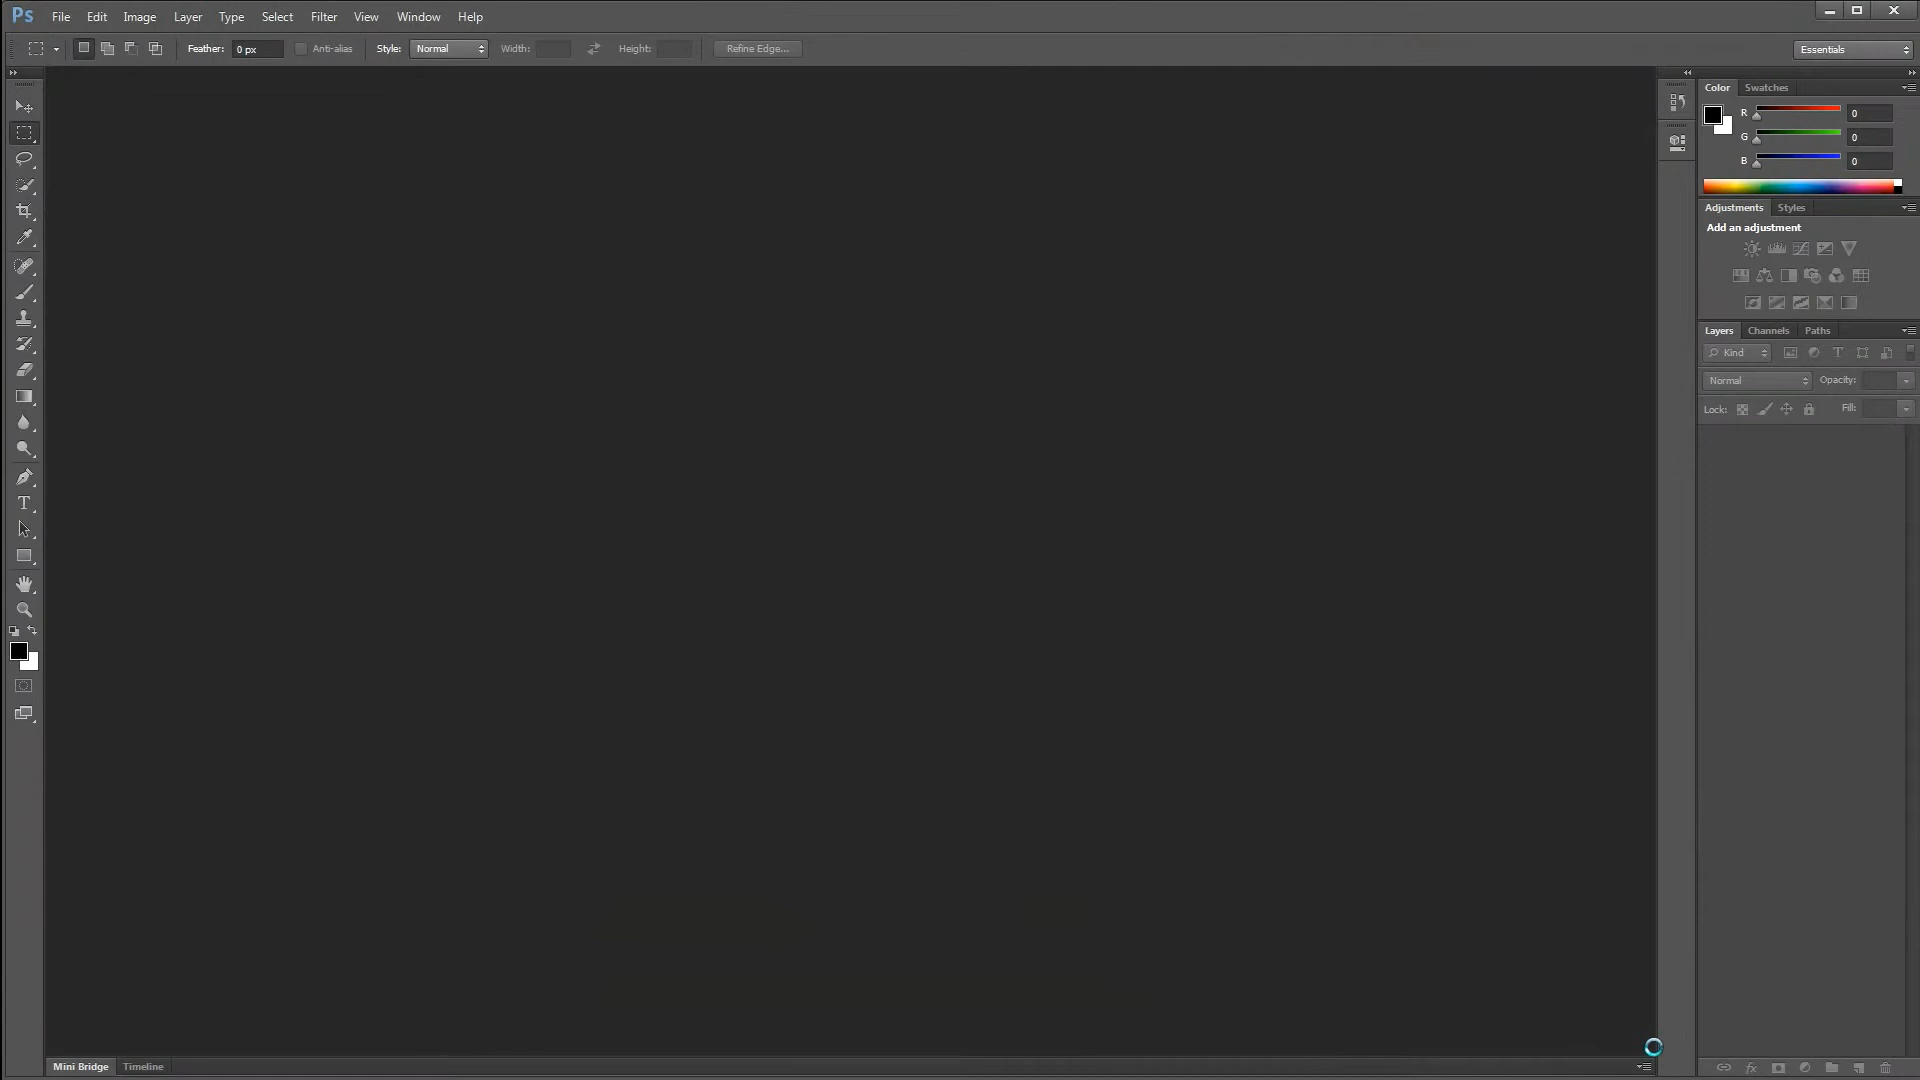 Ps File Edit Image Layer Type Select Filter View Window Help
Feather: 0 px Anti-alias Style: Normal Width: Height: Refine Edge... Essentials
Color Swatches
R 0
G 0
B 0
Adjustments Styles
Add an adjustment
Layers Channels Paths
Kind T
Normal Opacity:
Lock: Fill:
T
Mini Bridge Timeline fx